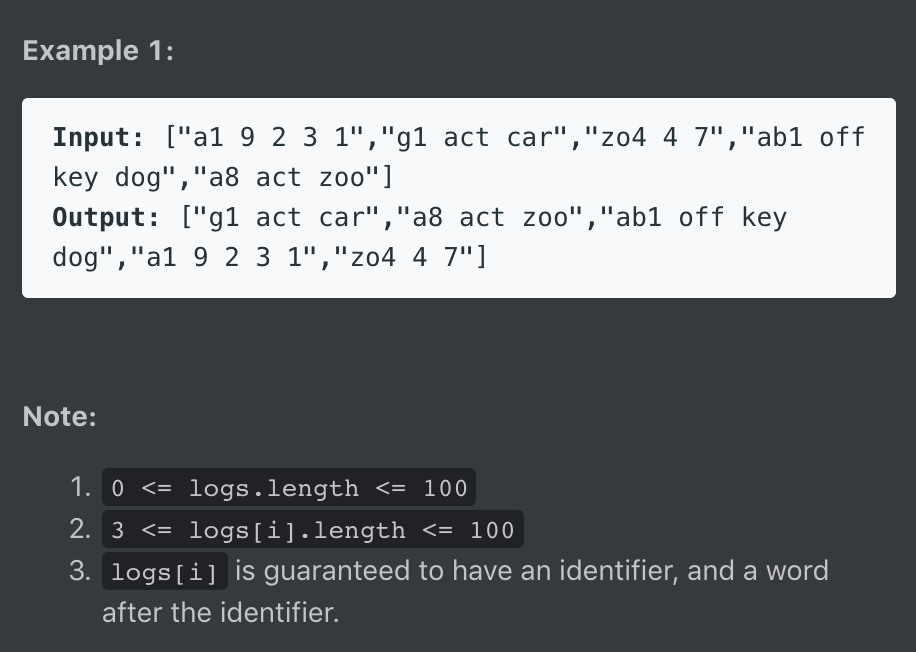 Example 1:
Input: ["a1 9 2 3 1","g1 act car","zo4 4 7","ab1 off
key dog","a8 act zoo"]
Output: ["g1 act car","a8 act zoo","ab1 off key
dog","a1 9 2 3 1","zo4 4 7"]
Note:
1. 0 <= logs.length <= 100
2. 3 <= logs[i].length <= 100
3. logs[i] is guaranteed to have an identifier, and a word
after the identifier.